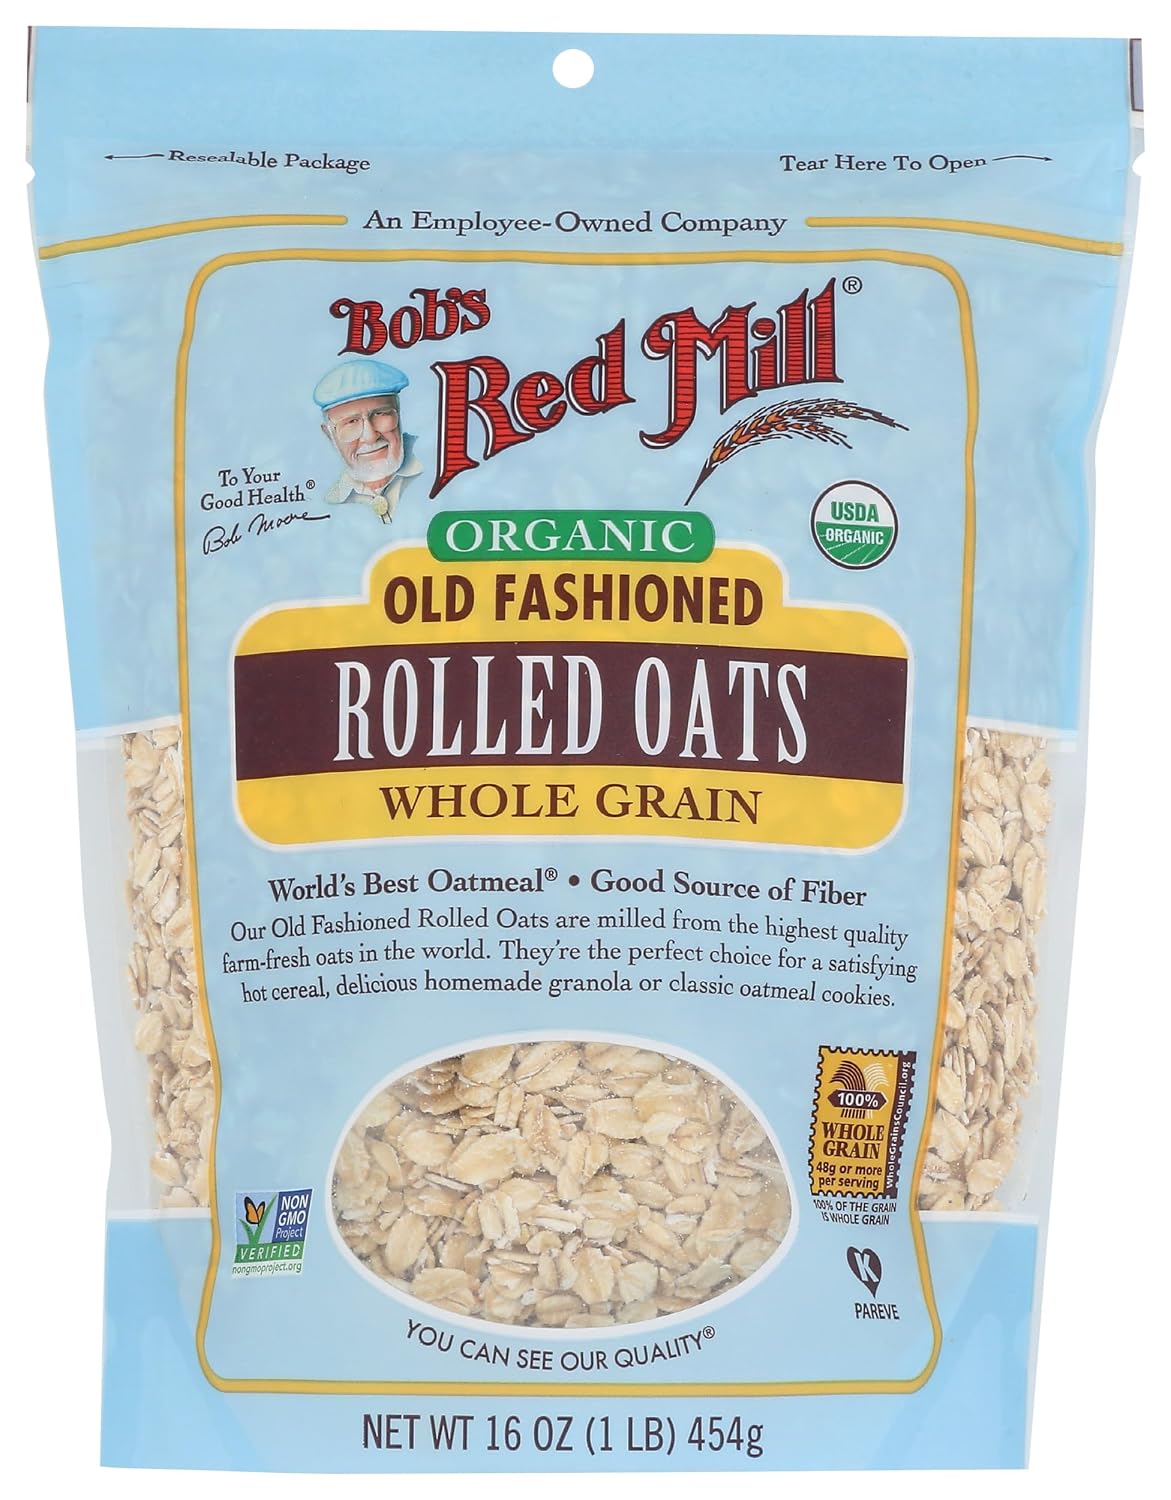 Resealable Package
Tear Here To Open
An Employee-Owned Company
Bob's
Red Mill®
To Your
Good Health®
Bob Moore
USDA
ORGANIC
ORGANIC
OLD FASHIONED
ROLLED OATS
WHOLE GRAIN
World's Best Oatmeal® • Good Source of Fiber
Our Old Fashioned Rolled Oats are milled from the highest quality
farm-fresh oats in the world. They're the perfect choice for a satisfying
hot cereal, delicious homemade granola or classic oatmeal cookies.
100%
WHOLE
GRAIN
48g or more
per serving
WholeGrainsCouncil.org
100% OF THE GRAIN
IS WHOLE GRAIN
NON
GMO
Project
VERIFIED
nongmoproject.org
K
PAREVE
YOU CAN SEE OUR QUALITY®
NET WT 16 OZ (1 LB) 454g